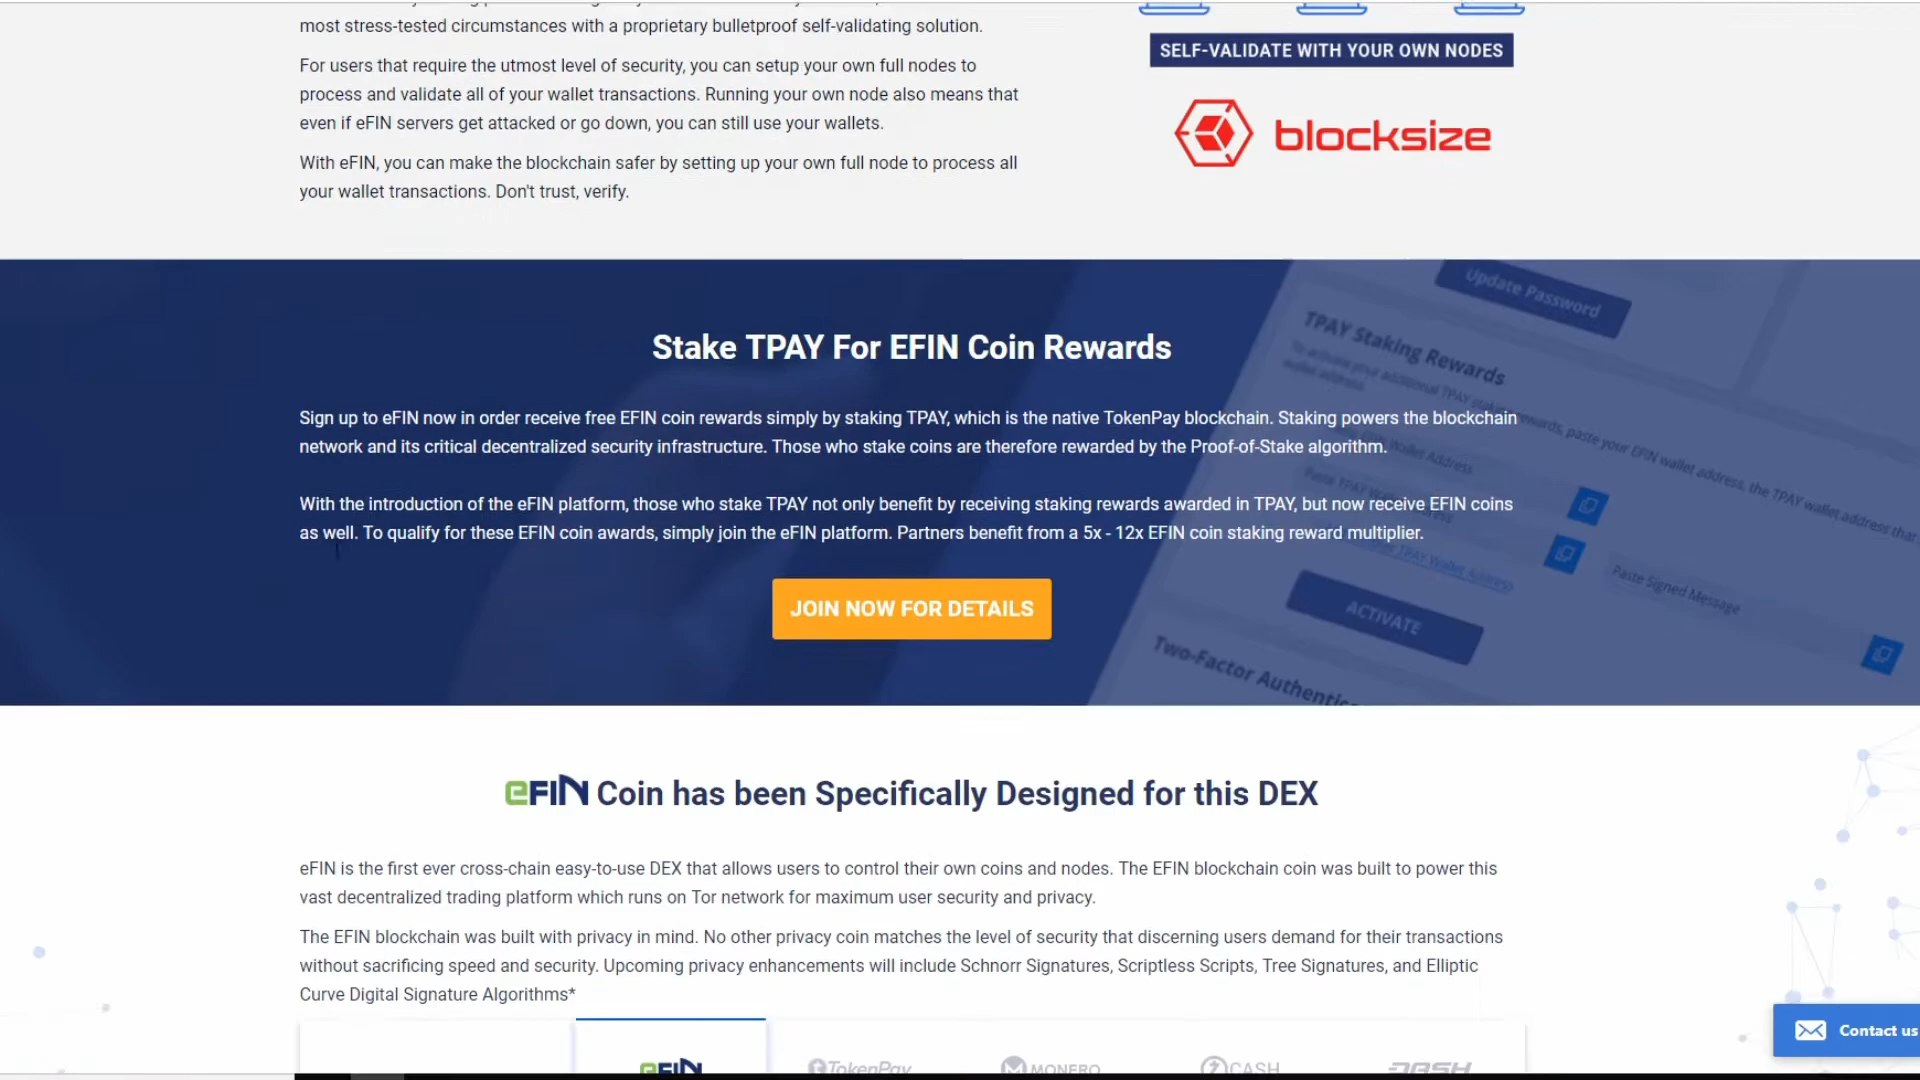 most stress-tested circumstances with a proprietary bulletproof self-validating solution.
For users that require the utmost level of security, you can setup your own full nodes to
process and validate all of your wallet transactions. Running your own node also means that
even if eFIN servers get attacked or go down, you can still use your wallets.
With eFIN, you can make the blockchain safer by setting up your own full node to process all
your wallet transactions. Don't trust, verify.
SELF-VALIDATE WITH YOUR OWN NODES
blocksize
Update Password
TPAY Staking Rewards
Stake TPAY For EFIN Coin Rewards
Sign up to eFIN now in order receive free EFIN coin rewards simply by staking TPAY, which is the native TokenPay blockchain. Staking powers the blockchain
network and its critical decentralized security infrastructure. Those who stake coins are therefore rewarded by the Proof-of-Stake algorithm.
With the introduction of the eFIN platform, those who stake TPAY not only benefit by receiving staking rewards awarded in TPAY, but now receive EFIN coins
as well. To qualify for these EFIN coin awards, simply join the eFIN platform. Partners benefit from a 5x - 12x EFIN coin staking reward multiplier.
JOIN NOW FOR DETAILS
Paste Signed Message
ACTIVATE
Two-Factor
eFIN Coin has been Specifically Designed for this DEX
eFIN is the first ever cross-chain easy-to-use DEX that allows users to control their own coins and nodes. The EFIN blockchain coin was built to power this
vast decentralized trading platform which runs on Tor network for maximum user security and privacy.
The EFIN blockchain was built with privacy in mind. No other privacy coin matches the level of security that discerning users demand for their transactions
without sacrificing speed and security. Upcoming privacy enhancements will include Schnorr Signatures, Scriptless Scripts, Tree Signatures, and Elliptic
Curve Digital Signature Algorithms*
Contact us
eFIN
TokenPay
MONERO
CASH
DASH